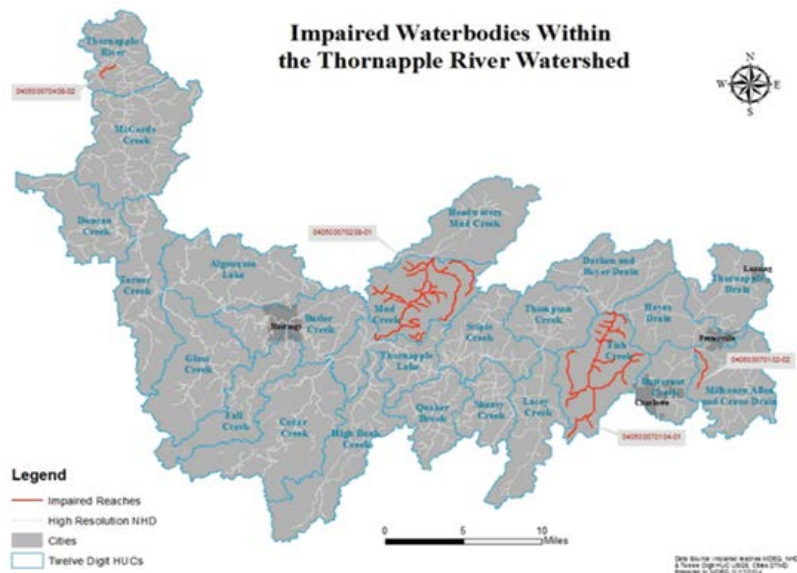 Impaired Waterbodies Within
the Thornapple River Watershed
N
W
E
S
Thornapple
River
040500070408-02
McCords
Creek
Duncan
Creek
Turner
Creek
Algonquin
Lake
Headwaters
Mud Creek
040500070208-01
Mud
Creek
Hastings
Butler
Creek
Glass
Creek
Fall
Creek
Cedar
Creek
High Bank
Creek
Thornapple
Lake
Quaker
Brook
Scipio
Creek
Shanty
Creek
Lacey
Creek
Thompson
Creek
Darken and
Boyer Drain
Fish
Creek
Hayes
Drain
Thornapple
Drain
Lansing
Potterville
Butternut
Creek
Charlotte
040500070102-02
Milbourn Allen
and Crane Drain
040500070104-01
Legend
Impaired Reaches
High Resolution NHD
Cities
Twelve Digit HUCs
0
5
10
Miles